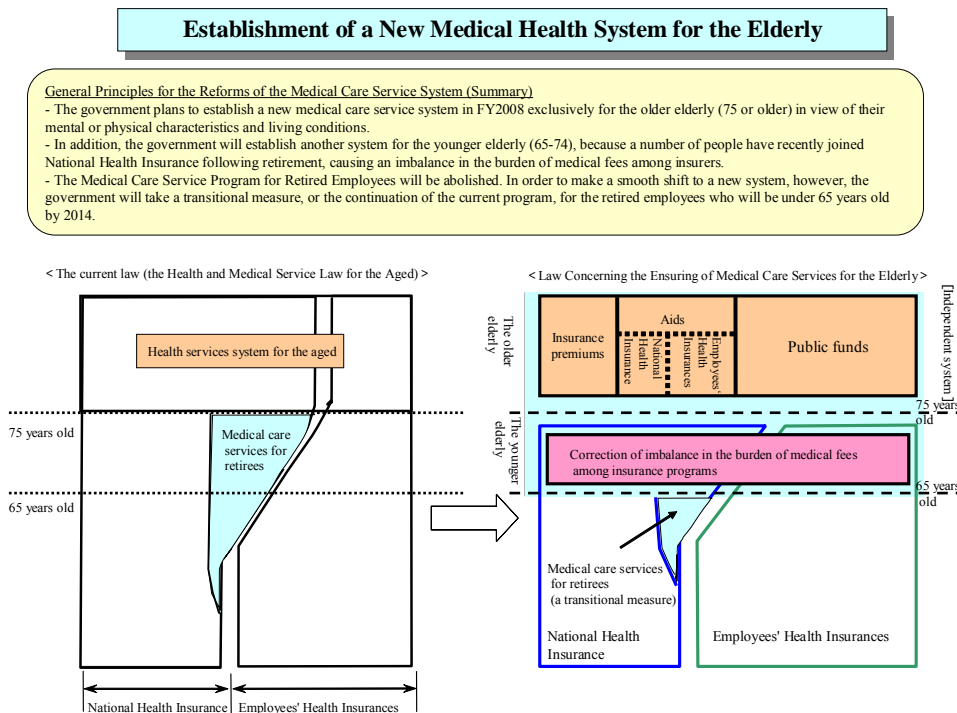 Establishment of a New Medical Health System for the Elderly
General Principles for the Reforms of the Medical Care Service System (Summary)
- The government plans to establish a new medical care service system in FY2008 exclusively for the older elderly (75 or older) in view of their
mental or physical characteristics and living conditions.
- In addition, the government will establish another system for the younger elderly (65-74), because a number of people have recently joined
National Health Insurance following retirement, causing an imbalance in the burden of medical fees among insurers.
- The Medical Care Service Program for Retired Employees will be abolished. In order to make a smooth shift to a new system, however, the
government will take a transitional measure, or the continuation of the current program, for the retired employees who will be under 65 years old
by 2014.
< The current law (the Health and Medical Service Law for the Aged) >
Health services system for the aged
75 years old
Medical care
services for
retirees
65 years old
National Health Insurance
Employees' Health Insurances
< Law Concerning the Ensuring of Medical Care Services for the Elderly>
The older
elderly
Insurance
premiums
Aids
National
Health
Insurance
Employees'
Health
Insurances
Public funds
[Independent system]
75 years
old
The younger
elderly
Correction of imbalance in the burden of medical fees
among insurance programs
65 years
old
Medical care services
for retirees
(a transitional measure)
National Health
Insurance
Employees' Health Insurances